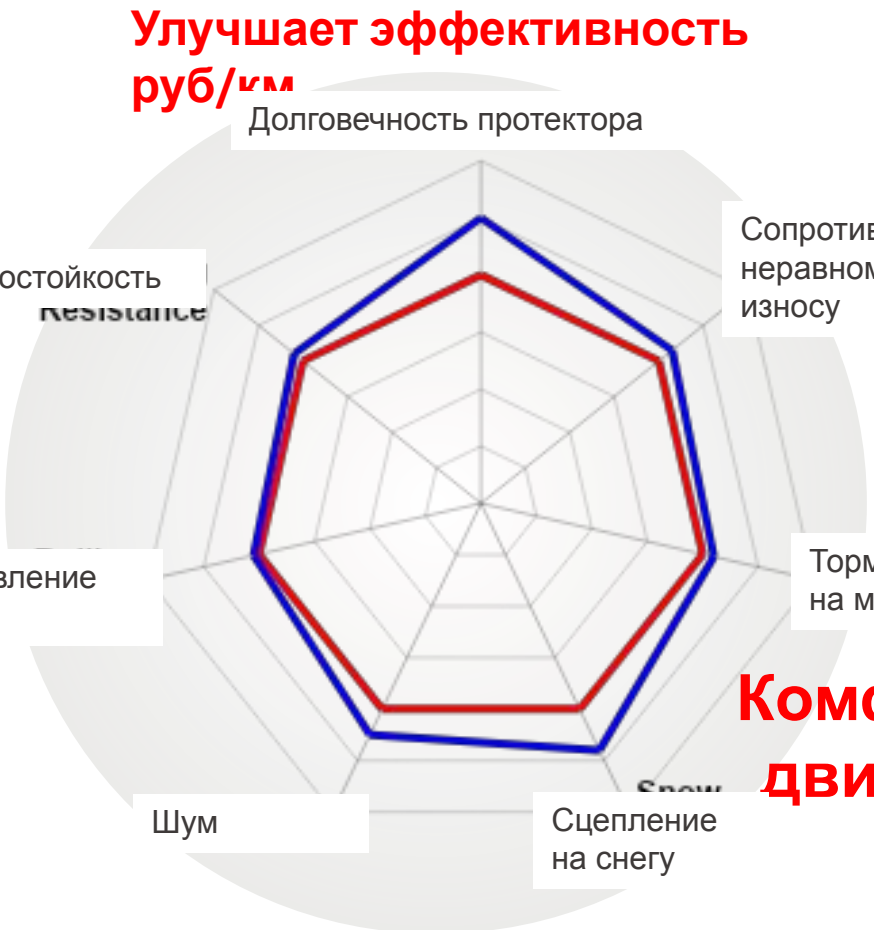 Улучшает эффективность
руб/км
Долговечность протектора
Сопротив
неравном
износу
остойкость
Resistance
Торм
на м
вление
Комф
дви
Snow
Шум
Сцепление
на снегу